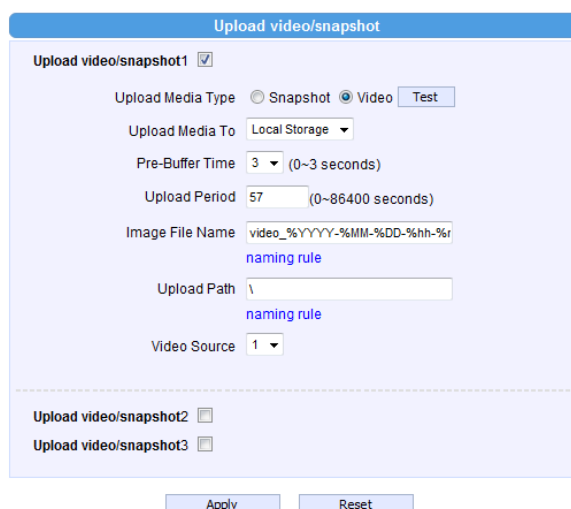 Upload video/snapshot
Upload video/snapshot1
Upload Media Type Snapshot Video Test
Upload Media To Local Storage
Pre-Buffer Time 3 (0~3 seconds)
Upload Period 57 (0~86400 seconds)
Image File Name video_%YYYY-%MM-%DD-%hh-%r
naming rule
Upload Path \
naming rule
Video Source 1
Upload video/snapshot2
Upload video/snapshot3
Apply Reset